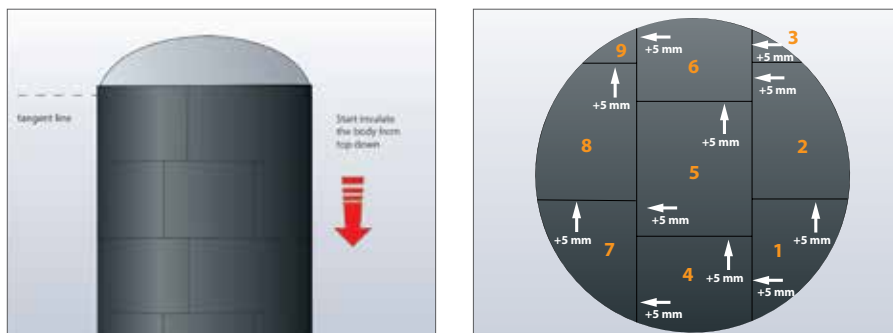 tangent line
Start insulate
the body from
top down
3
9
+5 mm
+5 mm
6
+5 mm
+5 mm
+5 mm
8
2
5
+5 mm
+5 mm
+5 mm
7
1
4
+5 mm
+5 mm
+5 mm